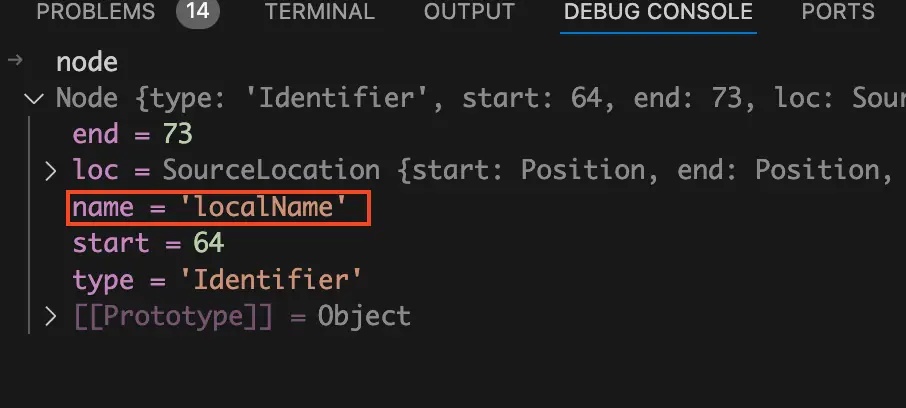 PROBLEMS 14 TERMINAL OUTPUT DEBUG CONSOLE PORTS
node
Node {type: 'Identifier', start: 64, end: 73, loc: Sour
end = 73
loc = SourceLocation {start: Position, end: Position,
name = 'localName'
start = 64
type = 'Identifier'
[[Prototype]] = Object